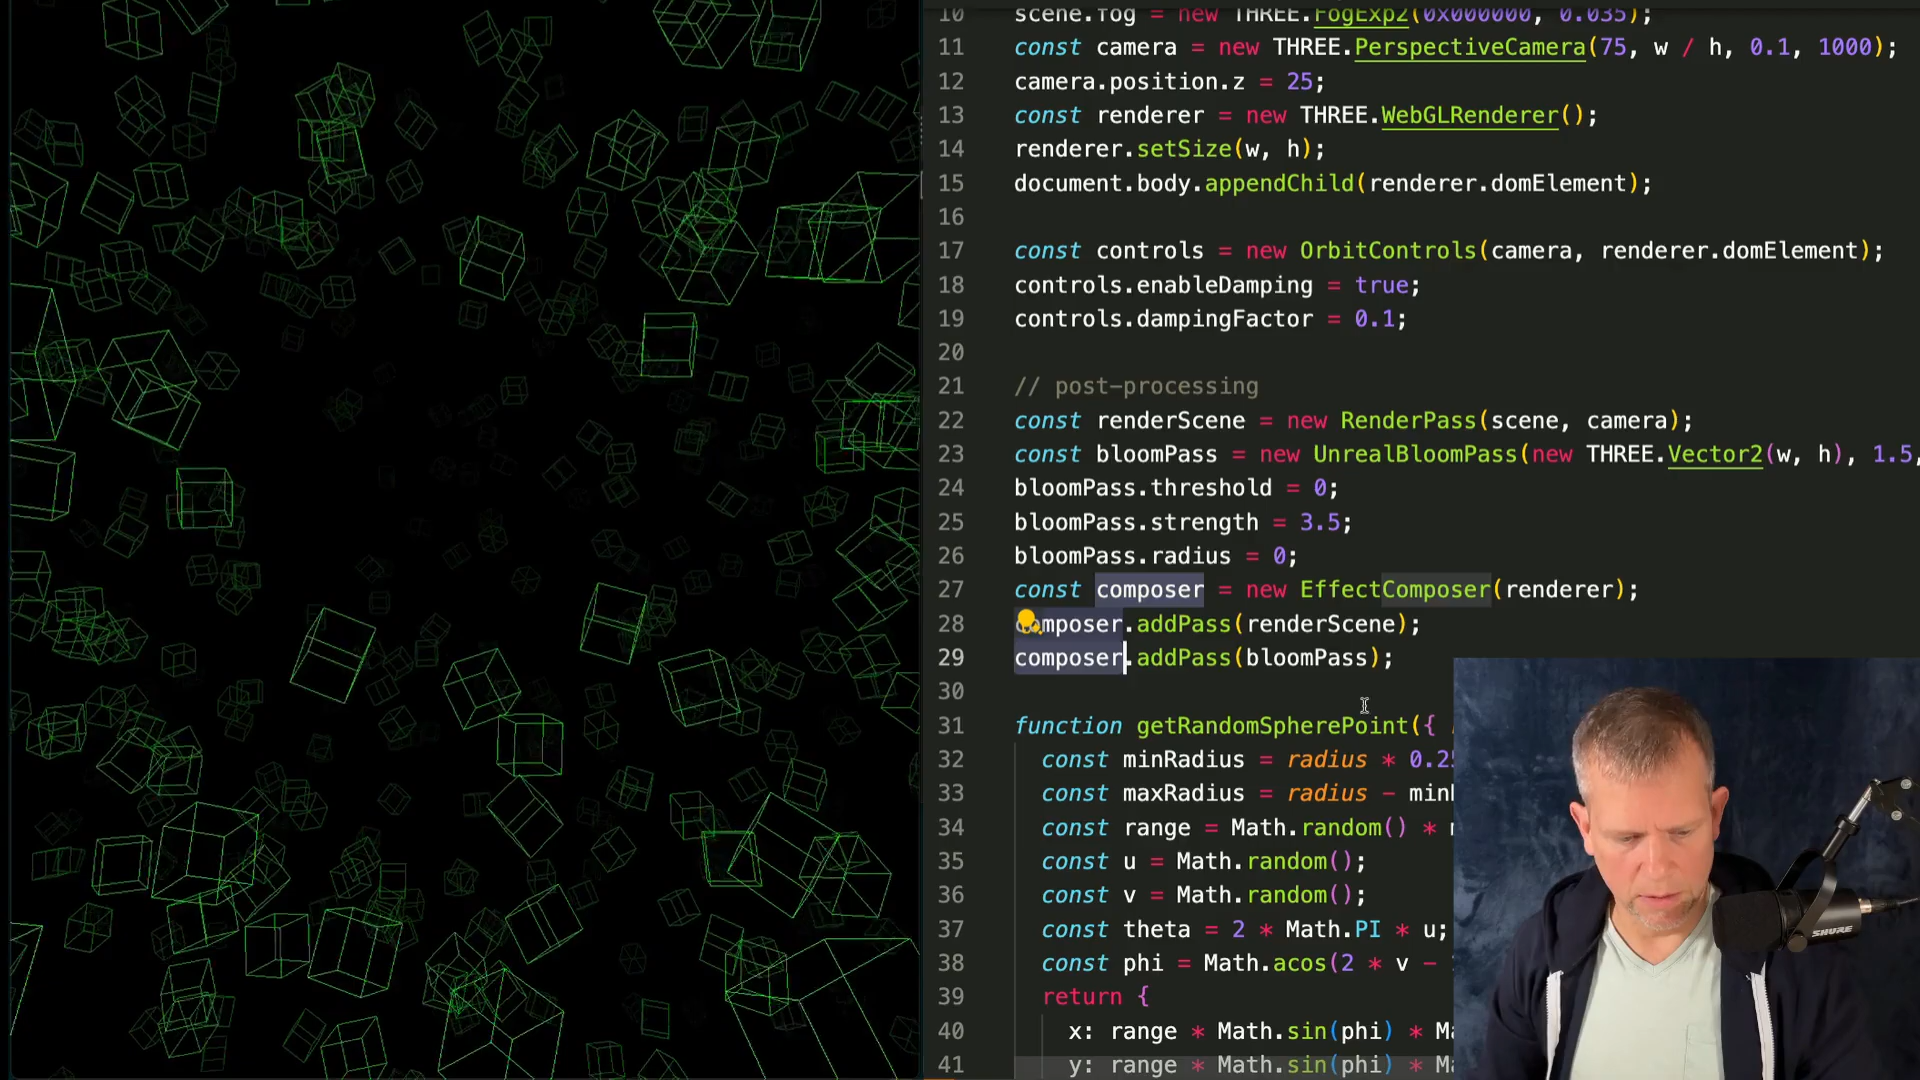 10 scene.fog = new THREE.FogExp2(0x000000, 0.035);
11 const camera = new THREE.PerspectiveCamera(75, w / h, 0.1, 1000);
12 camera.position.z = 25;
13 const renderer = new THREE.WebGLRenderer();
14 renderer.setSize(w, h);
15 document.body.appendChild(renderer.domElement);
16
17 const controls = new OrbitControls(camera, renderer.domElement);
18 controls.enableDamping = true;
19 controls.dampingFactor = 0.1;
20
21 // post-processing
22 const renderScene = new RenderPass(scene, camera);
23 const bloomPass = new UnrealBloomPass(new THREE.Vector2(w, h), 1.5,
24 bloomPass.threshold = 0;
25 bloomPass.strength = 3.5;
26 bloomPass.radius = 0;
27 const composer = new EffectComposer(renderer);
28 mposer.addPass(renderScene);
29 composer.addPass(bloomPass);
30
31 function getRandomSpherePoint({
32 const minRadius = radius * 0.25
33 const maxRadius = radius - min
34 const range = Math.random() *
35 const u = Math.random();
36 const v = Math.random();
37 const theta = 2 * Math.PI * u;
38 const phi = Math.acos(2 * v -
39 return {
40 x: range * Math.sin(phi) * Ma
41 y: range * Math.sin(phi) * Ma
SHURE